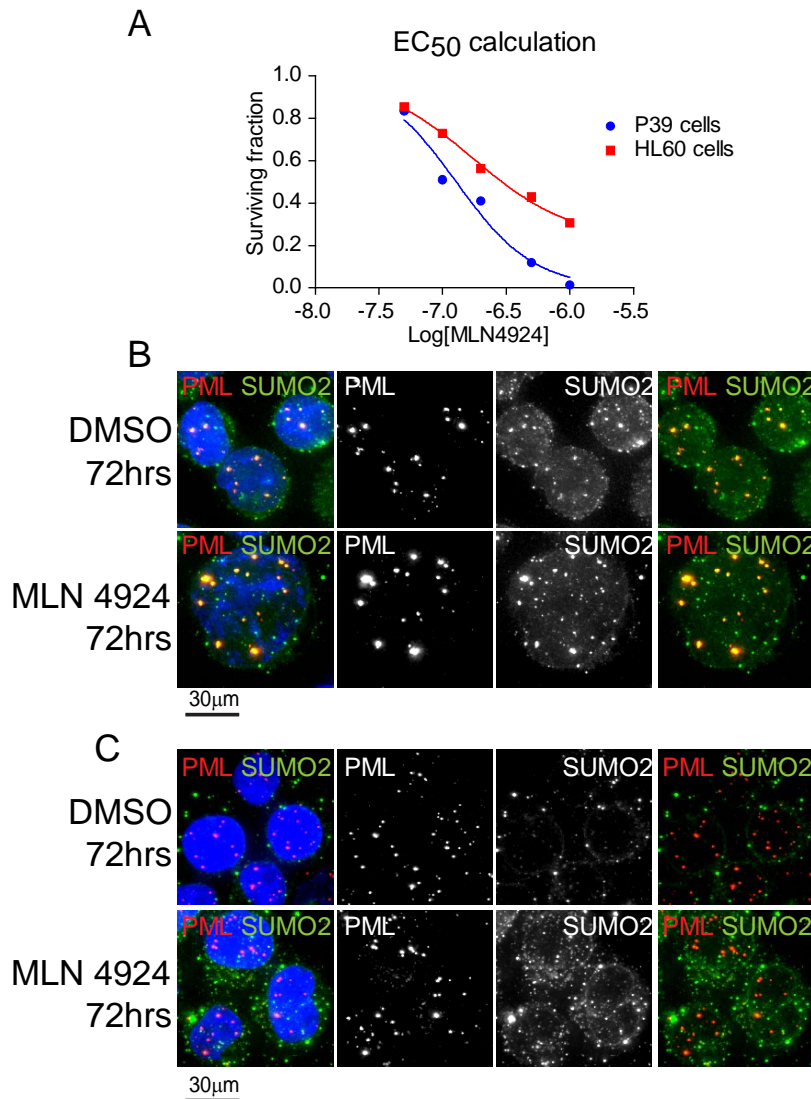 A
EC50 calculation
1.0
0.8
0.6
0.4
0.2
0.0
Surviving fraction
P39 cells
HL60 cells
-8.0 -7.5 -7.0 -6.5 -6.0 -5.5
Log[MLN4924]
B
DMSO
72hrs
PML SUMO2 PML SUMO2 PML SUMO2
MLN 4924
72hrs
PML SUMO2 PML SUMO2 PML SUMO2
30μm
C
DMSO
72hrs
PML SUMO2 PML SUMO2 PML SUMO2
MLN 4924
72hrs
PML SUMO2 PML SUMO2 PML SUMO2
30μm